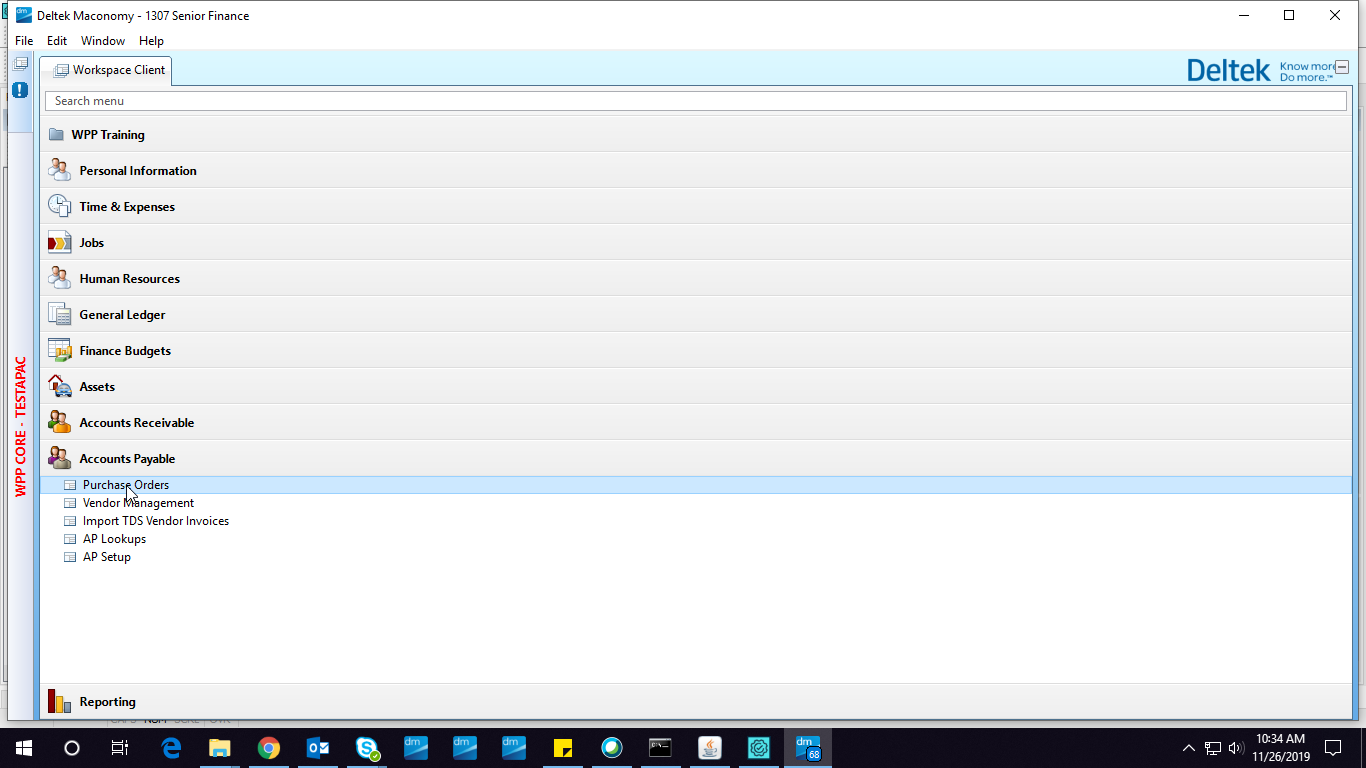 Deltek Maconomy - 1307 Senior Finance
File Edit Window Help
Workspace Client
Deltek Know more Do more.™
Search menu
WPP Training
Personal Information
Time & Expenses
Jobs
Human Resources
General Ledger
Finance Budgets
Assets
Accounts Receivable
Accounts Payable
Purchase Orders
Vendor Management
Import TDS Vendor Invoices
AP Lookups
AP Setup
Reporting
WPP CORE - TESTAPAC
68
10:34 AM
11/26/2019